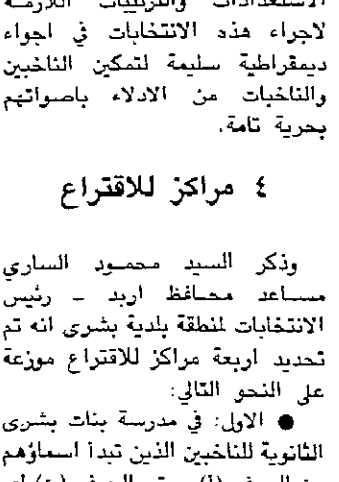 الاستعدادات والترتيبات اللازمة
لاجراء هذه الانتخابات في اجواء
ديمقراطية سليمة لتمكين الناخبين
والناخبات من الادلاء باصواتهم
بحرية تامة.
٤ مراكز للاقتراع
وذكر السيد محمود الساري
مساعد محافظ اربد – رئيس
الانتخابات لمنطقة بلدية بشرى انه تم
تحديد اربعة مراكز للاقتراع موزعة
على النحو التالي:
● الاول: في مدرسة بنات بشرى
الثانوية للناخبين الذين تبدأ اسماؤهم